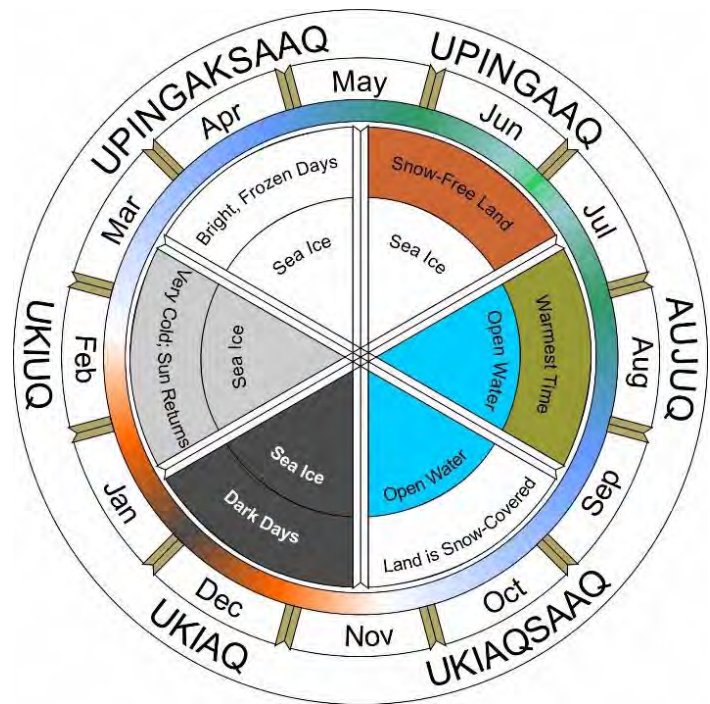 UPINGAKSAAQ
UPINGAAQ
AUJUQ
UKIAQSAAQ
UKIAQ
UKIUQ
May
Jun
Jul
Aug
Sep
Oct
Nov
Dec
Jan
Feb
Mar
Apr
Bright, Frozen Days
Sea Ice
Snow-Free Land
Sea Ice
Warmest Time
Open Water
Land is Snow-Covered
Open Water
Dark Days
Sea Ice
Very Cold; Sun Returns
Sea Ice